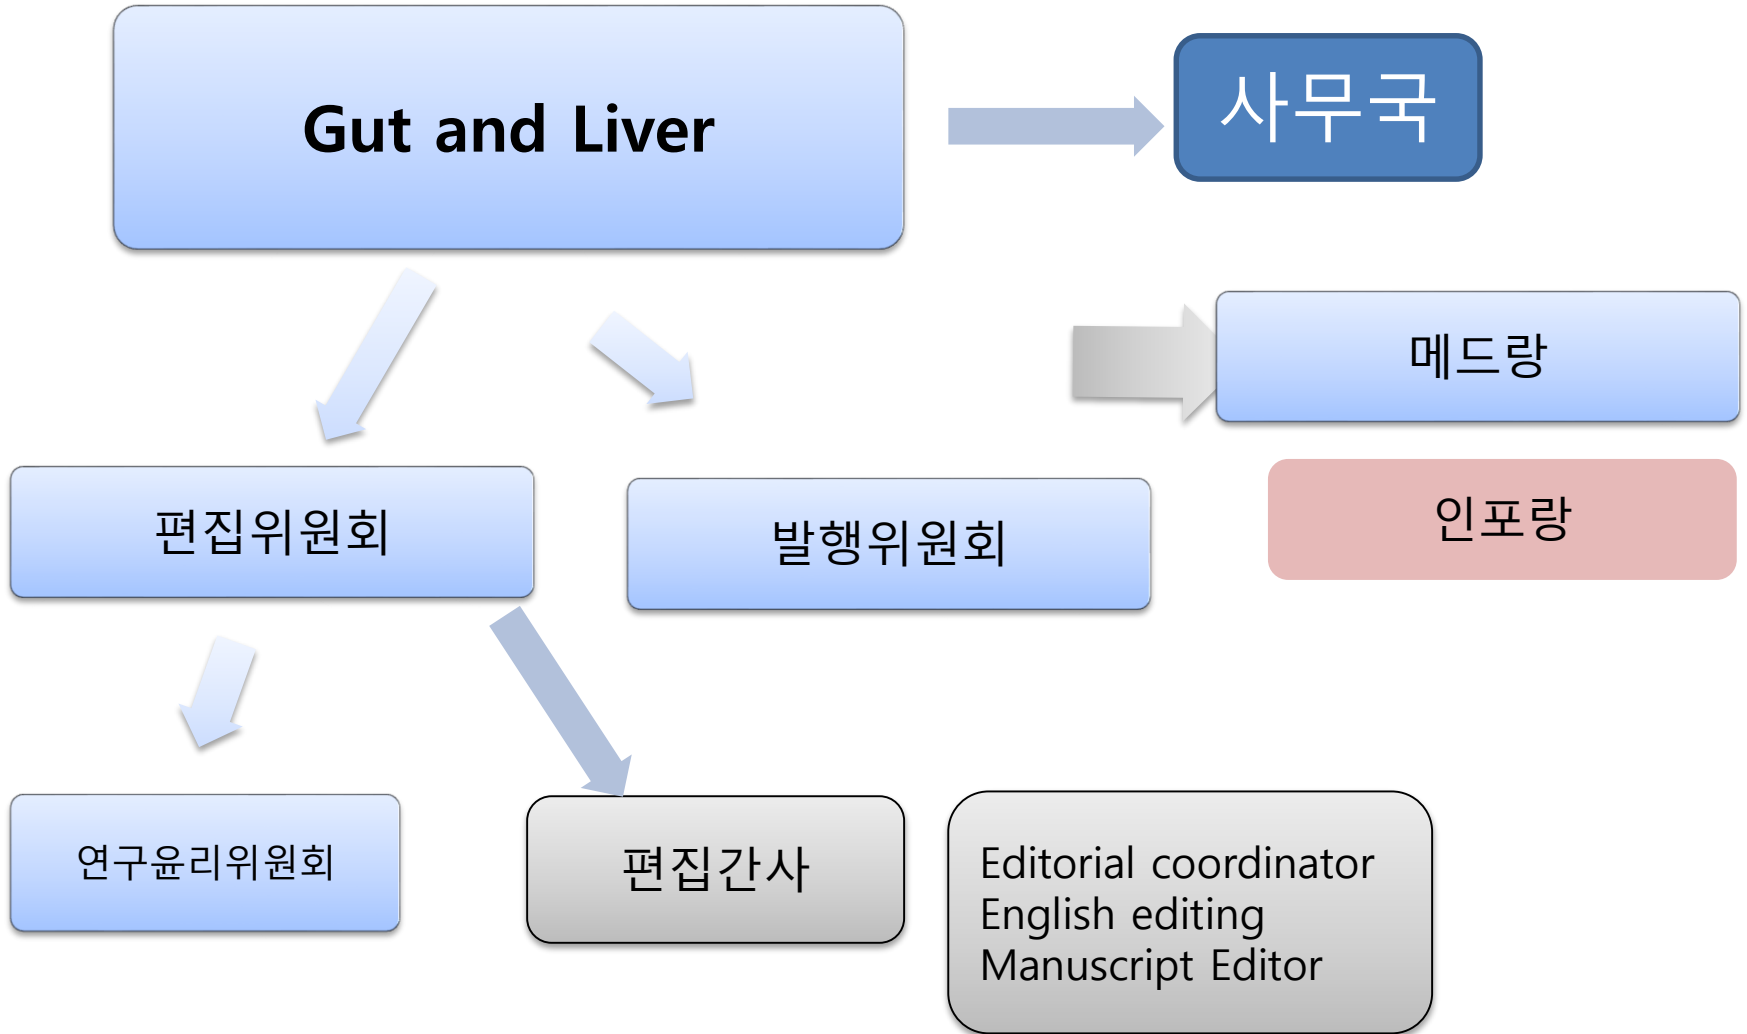 Gut and Liver
사무국
메드랑
인포랑
편집위원회
발행위원회
연구윤리위원회
편집간사
Editorial coordinator
English editing
Manuscript Editor